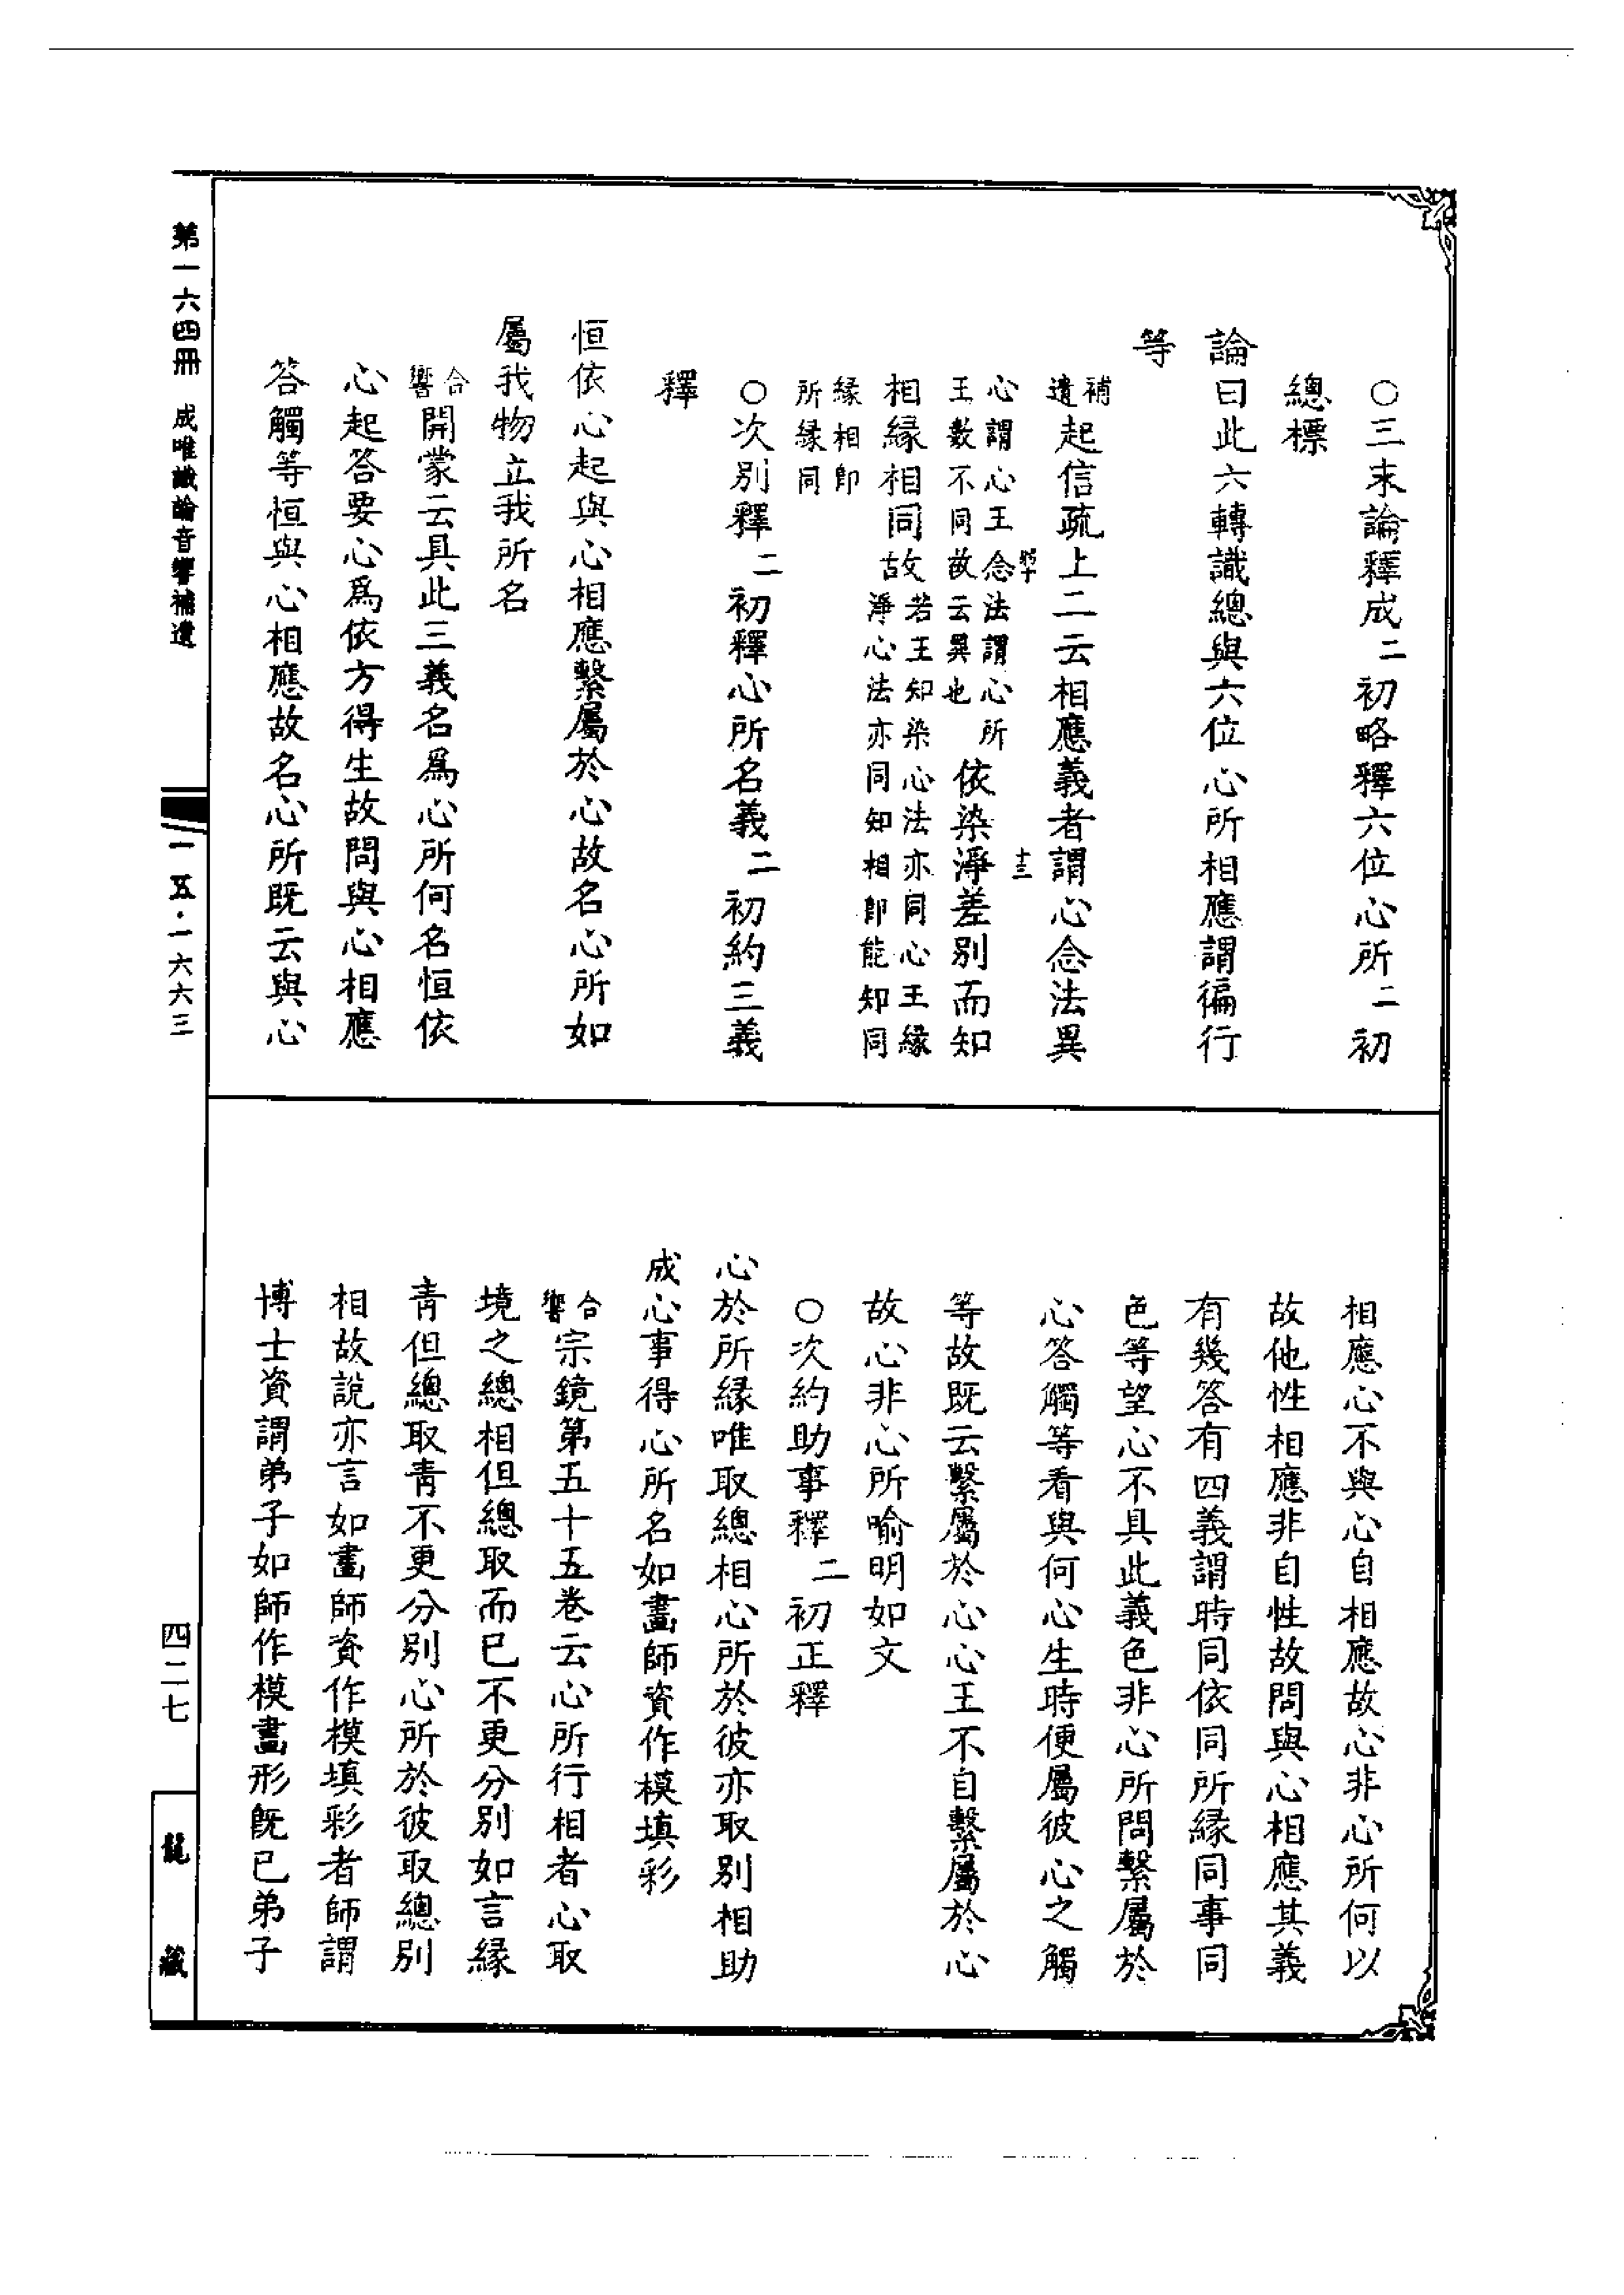 ○三末論釋成二初略釋六位心所二初
總標
論曰此六轉識總與六位心所相應謂徧行
等
補遺起信疏上二云相應義者謂心念法異
心謂心王念法謂心所
王數不同故云異也
依染淨差別而知
相緣相同故
若王知染心法亦同心王緣
淨心法亦同知相即能知同
緣相即
所緣同
○次別釋二初釋心所名義二初約三義
釋
恒依心起與心相應繫屬於心故名心所如
屬我物立我所名
合響開蒙云具此三義名爲心所何名恒依
心起答要心爲依方得生故問與心相應
答觸等恒與心相應故名心所既云與心
相應心不與心自相應故心非心所何以
故他性相應非自性故問與心相應其義
有幾答有四義謂時同依同所緣同事同
色等望心不具此義色非心所問繫屬於
心答觸等看與何心生時便屬彼心之觸
等故既云繫屬於心心王不自繫屬於心
故心非心所喻明如文
○次約助事釋二初正釋
心於所緣唯取總相心所於彼亦取別相助
成心事得心所名如畫師資作模填彩
合響宗鏡第五十五卷云心所行相者心取
境之總相但總取而已不更分別如言緣
青但總取青不更分別心所於彼取總別
相故說亦言如畫師資作模填彩者師謂
博士資謂弟子如師作模畫形既已弟子
第一六四冊 成唯識論音響補遺
一五·一六六三
四二七
龍藏